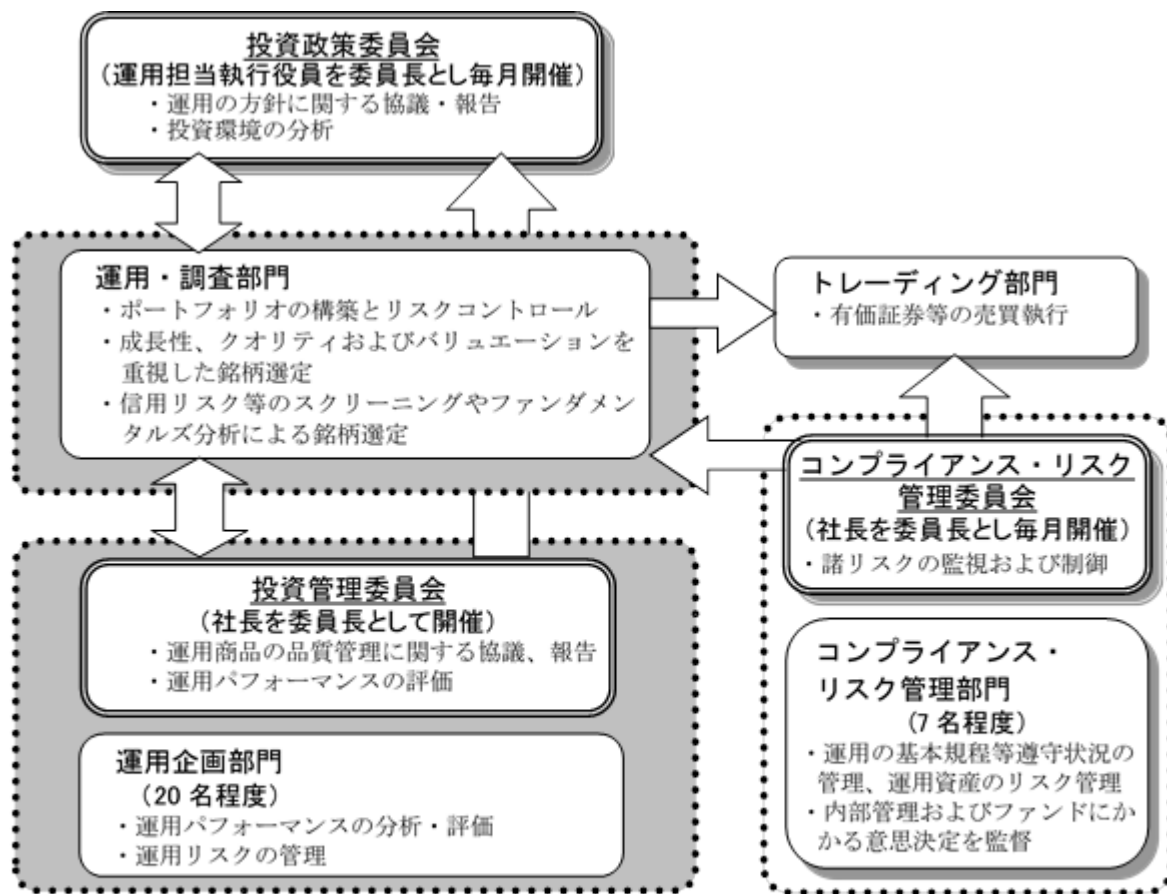 投資政策委員会
（運用担当執行役員を委員長とし毎月開催）
・運用の方針に関する協議・報告
・投資環境の分析
運用・調査部門
・ポートフォリオの構築とリスクコントロール
・成長性、クオリティおよびバリュエーションを
重視した銘柄選定
・信用リスク等のスクリーニングやファンダメン
タルズ分析による銘柄選定
トレーディング部門
・有価証券等の売買執行
コンプライアンス・リスク
管理委員会
（社長を委員長とし毎月開催）
・諸リスクの監視および制御
投資管理委員会
（社長を委員長として開催）
・運用商品の品質管理に関する協議、報告
・運用パフォーマンスの評価
運用企画部門
（20 名程度）
・運用パフォーマンスの分析・評価
・運用リスクの管理
コンプライアンス・
リスク管理部門
（7 名程度）
・運用の基本規程等遵守状況の
管理、運用資産のリスク管理
・内部管理およびファンドにか
かる意思決定を監督